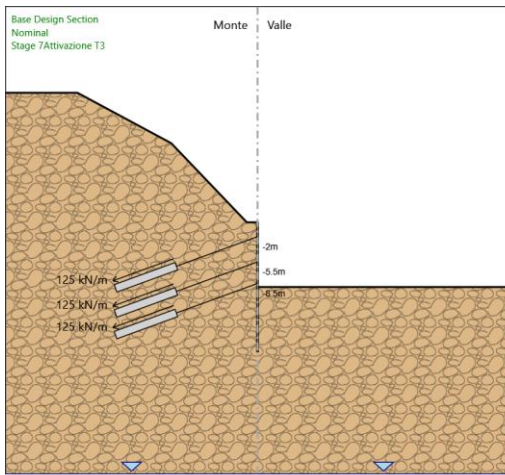 Base Design Section
Nominal
Stage 7Attivazione T3
Monte
Valle
-2m
-5.5m
-8.5m
125 kN/m
125 kN/m
125 kN/m